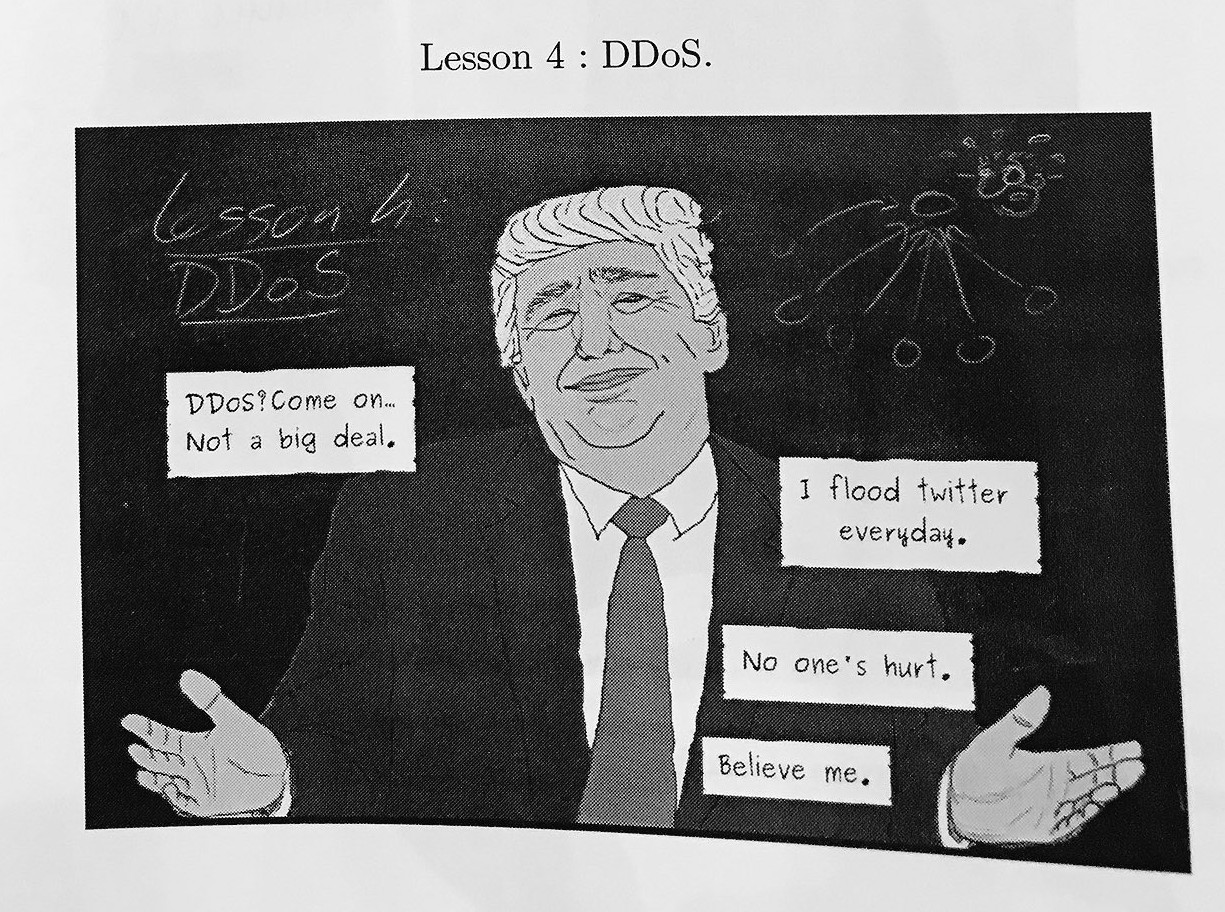 Lesson 4 : DDoS.
Lesson 4.
DDoS
DDoS? Come on...
Not a big deal.
I flood twitter
everyday.
No one's hurt.
Believe me.